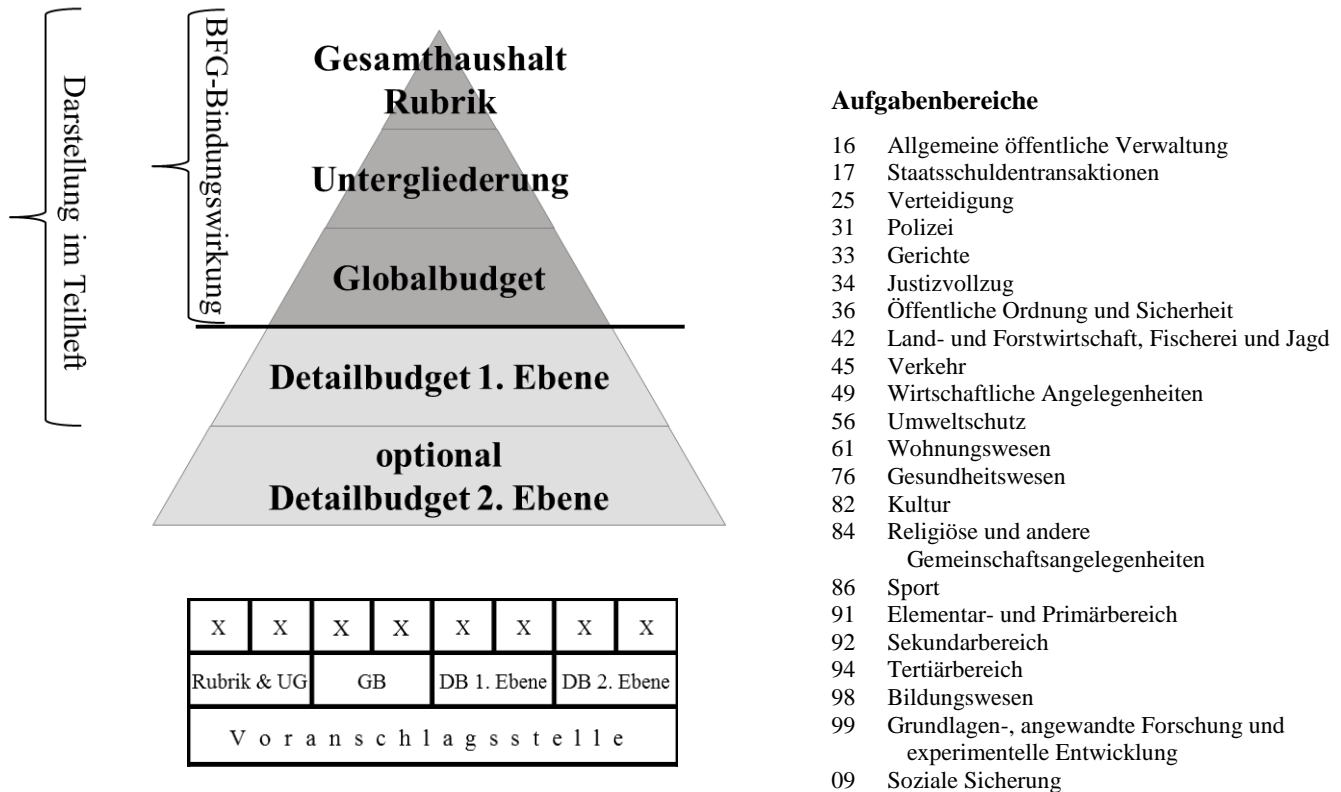 Darstellung im Teilheft
BFG-Bindungswirkung
Gesamthaushalt
Rubrik
Untergliederung
Globalbudget
Detailbudget 1. Ebene
optional
Detailbudget 2. Ebene
X X X X X X X X
Rubrik & UG GB DB 1. Ebene DB 2. Ebene
Voranschlagsstelle
Aufgabenbereiche
16 Allgemeine öffentliche Verwaltung
17 Staatsschuldentransaktionen
25 Verteidigung
31 Polizei
33 Gerichte
34 Justizvollzug
36 Öffentliche Ordnung und Sicherheit
42 Land- und Forstwirtschaft, Fischerei und Jagd
45 Verkehr
49 Wirtschaftliche Angelegenheiten
56 Umweltschutz
61 Wohnungswesen
76 Gesundheitswesen
82 Kultur
84 Religiöse und andere
Gemeinschaftsangelegenheiten
86 Sport
91 Elementar- und Primärbereich
92 Sekundarbereich
94 Tertiärbereich
98 Bildungswesen
99 Grundlagen-, angewandte Forschung und
experimentelle Entwicklung
09 Soziale Sicherung